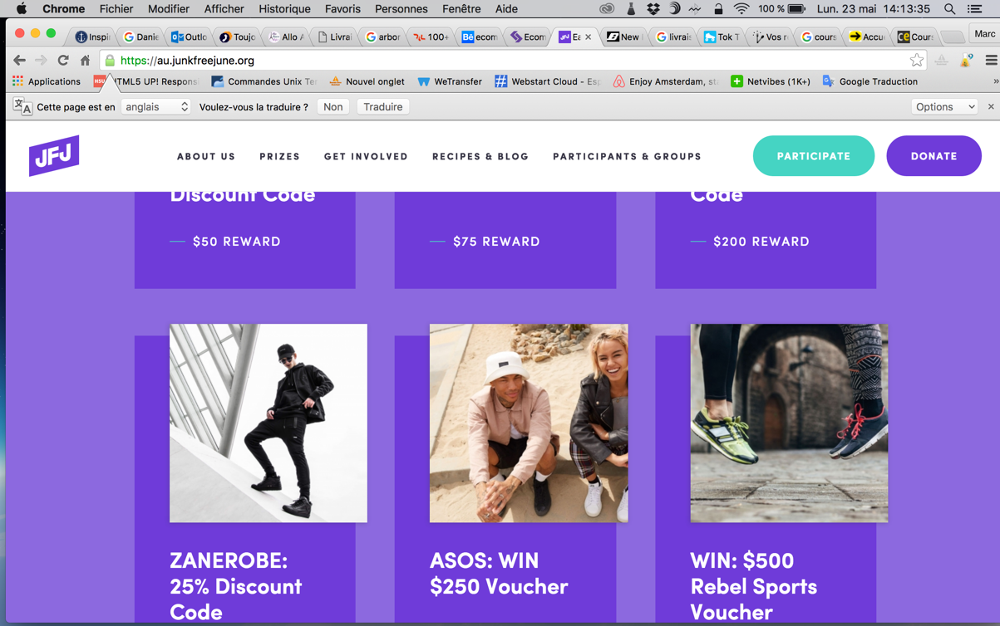 Chrome Fichier Modifier Afficher Historique Favoris Personnes Fenêtre Aide 100 % Lun. 23 mai 14:13:35
Inspi Danie Outlo Toujo Allo A Livrai arbor 100+ ecom Ecom Ea New livrais Tok T Vos r cours Accu Cours Marc
https://au.junkfreejune.org
Applications HTML5 UP! Respons Commandes Unix Te Nouvel onglet WeTransfer Webstart Cloud - Esp Enjoy Amsterdam, sta Netvibes (1K+) Google Traduction »
Cette page est en anglais Voulez-vous la traduire ? Non Traduire Options
JFJ ABOUT US PRIZES GET INVOLVED RECIPES & BLOG PARTICIPANTS & GROUPS PARTICIPATE DONATE
Discount Code Code
$50 REWARD $75 REWARD $200 REWARD
ZANEROBE:
25% Discount
Code
ASOS: WIN
$250 Voucher
WIN: $500
Rebel Sports
Voucher